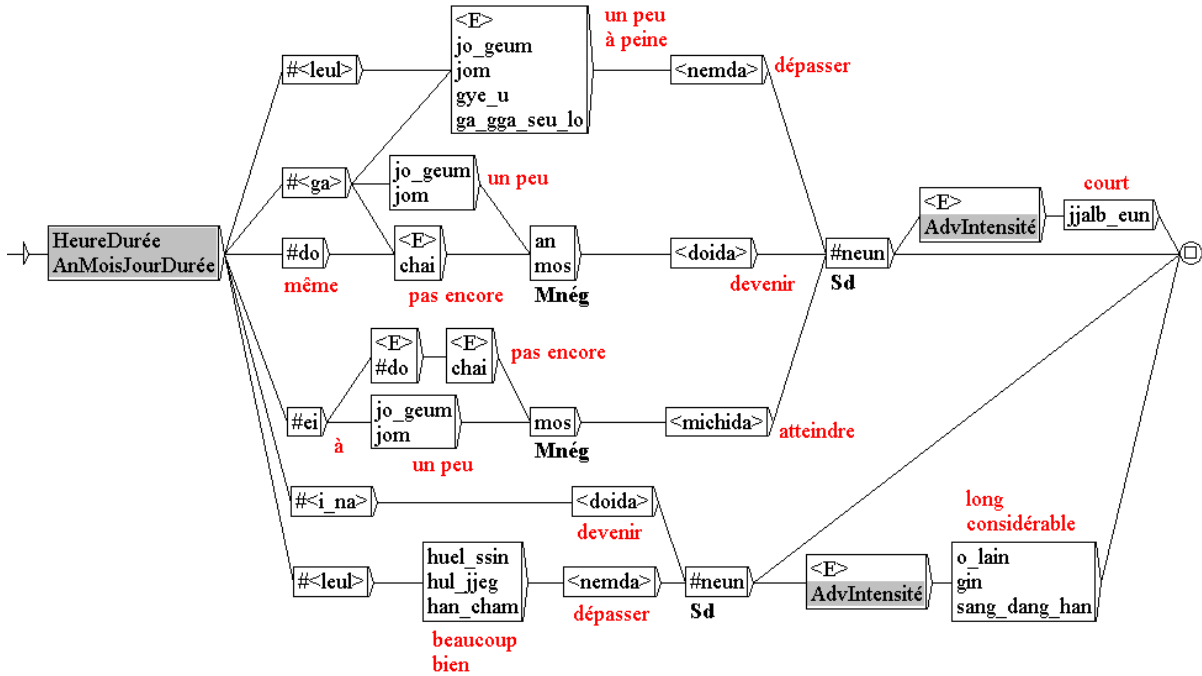 <E>
jo_geum
jom
gye_u
ga_gga_seu_lo
un peu
à peine
#<leul>
<nemda>
dépasser
#<ga>
jo_geum
jom
un peu
<E>
AdvIntensité
court
jjalb_eun
HeureDurée
AnMoisJourDurée
#do
même
<E>
chai
pas encore
an
mos
Mnég
<doida>
devenir
#neun
Sd
<E>
#do
<E>
chai
pas encore
#ei
à
jo_geum
jom
un peu
mos
Mnég
<michida>
atteindre
#<i_na>
<doida>
devenir
long
considérable
#<leul>
huel_ssin
hul_jjeg
han_cham
beaucoup
bien
<nemda>
dépasser
#neun
Sd
<E>
AdvIntensité
o_lain
gin
sang_dang_han